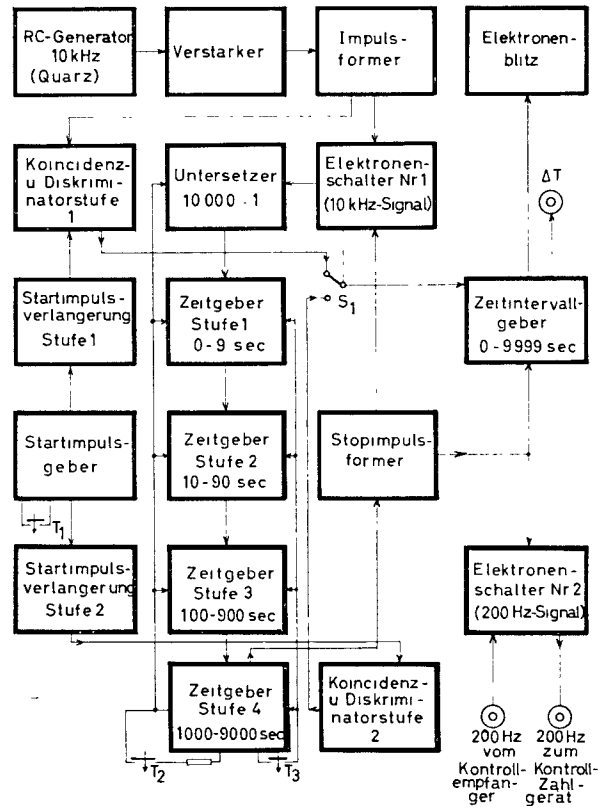 RC-Generator
10 kHz
(Quarz)
Verstarker
Impuls-
former
Elektronen-
blitz
Koincidenz-
u Diskrimi-
natorstufe
1
Untersetzer
10 000 . 1
Elektronen-
schalter Nr 1
(10 kHz-Signal)
ΔT
Startimpuls-
verlangerung
Stufe 1
Zeitgeber
Stufe 1
0-9 sec
S1
Zeitintervall-
geber
0-9999 sec
Startimpuls-
geber
T1
Zeitgeber
Stufe 2
10-90 sec
Stopimpuls-
former
Startimpuls-
verlangerung
Stufe 2
Zeitgeber
Stufe 3
100-900 sec
Elektronen-
schalter Nr 2
(200 Hz-Signal)
Zeitgeber
Stufe 4
1000-9000 sec
T2
T3
Koincidenz-
u Diskrimi-
natorstufe
2
200 Hz
vom
Kontroll-
empfan-
ger
200 Hz
zum
Kontroll-
Zahl-
gerat